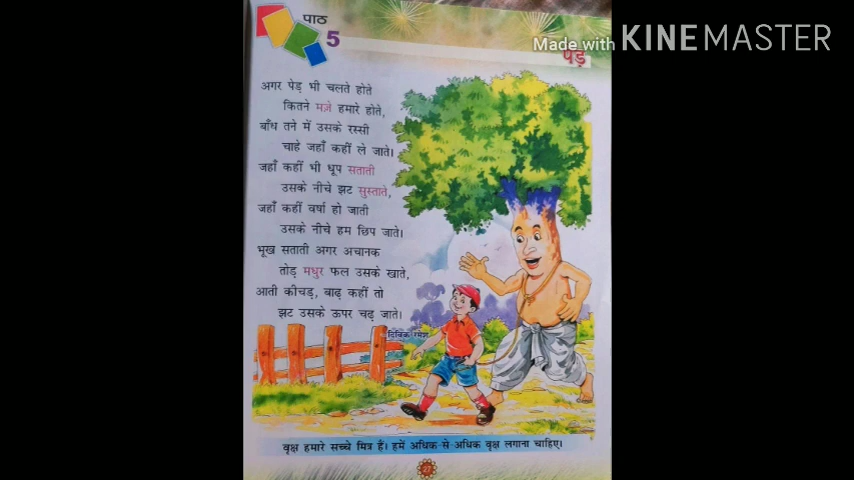 पाठ
5
Made with KINEMASTER
पेड़
अगर पेड़ भी चलते होते
कितने मज़े हमारे होते,
बाँध तने में उसके रस्सी
चाहे जहाँ कहीं ले जाते।
जहाँ कहीं भी धूप सताती
उसके नीचे झट सुस्ताते,
जहाँ कहीं वर्षा हो जाती
उसके नीचे हम छिप जाते।
भूख सताती अगर अचानक
तोड़ मधुर फल उसके खाते,
आती कीचड़, बाढ़ कहीं तो
झट उसके ऊपर चढ़ जाते।
दिविक रमेश
वृक्ष हमारे सच्चे मित्र हैं। हमें अधिक-से-अधिक वृक्ष लगाना चाहिए।